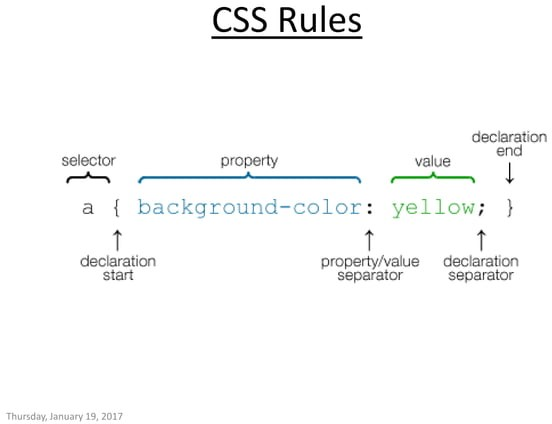 CSS Rules
declaration
end
selector
property
value
a { background-color: yellow; }
declaration
start
property/value
separator
declaration
separator
Thursday, January 19, 2017